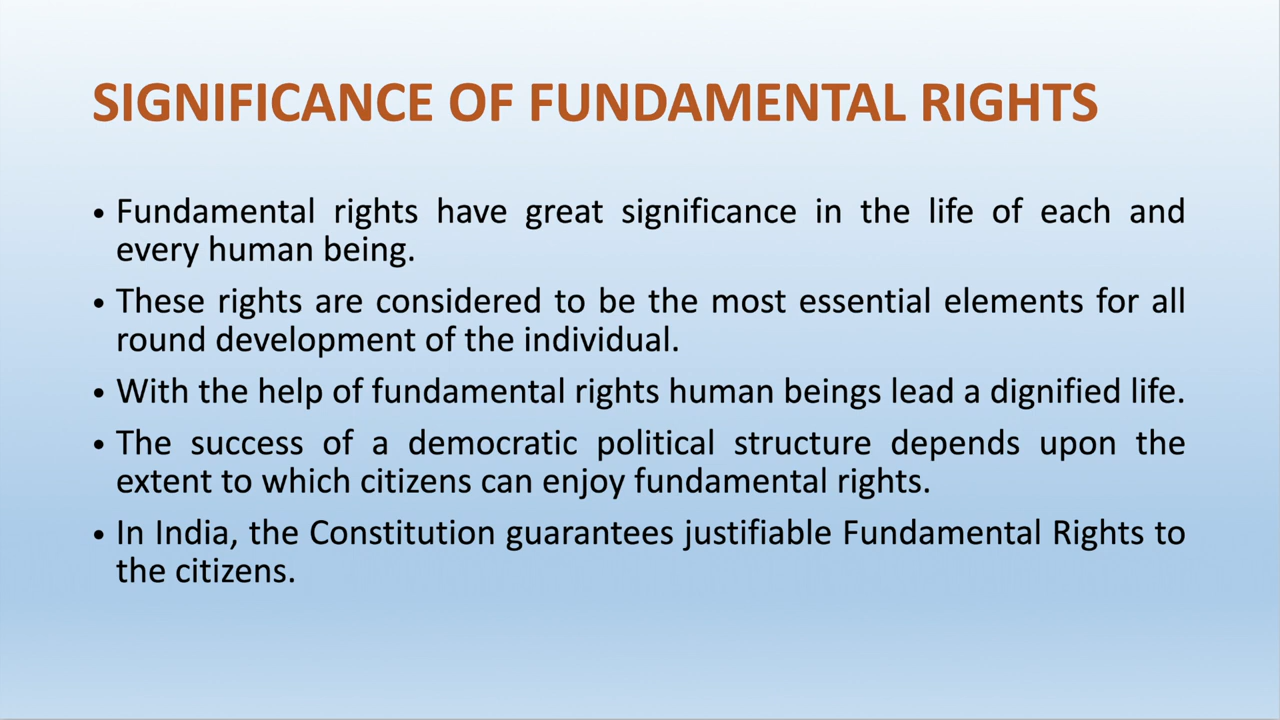 SIGNIFICANCE OF FUNDAMENTAL RIGHTS
• Fundamental rights have great significance in the life of each and
every human being.
• These rights are considered to be the most essential elements for all
round development of the individual.
• With the help of fundamental rights human beings lead a dignified life.
• The success of a democratic political structure depends upon the
extent to which citizens can enjoy fundamental rights.
• In India, the Constitution guarantees justifiable Fundamental Rights to
the citizens.